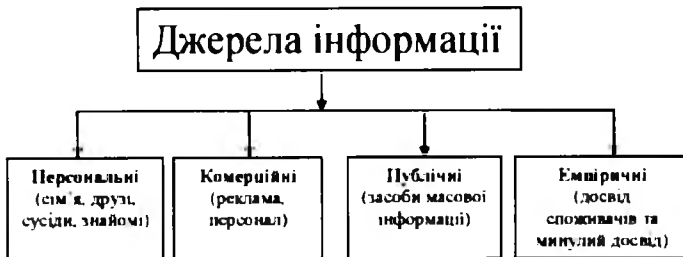 Джерела інформації
Персональні
(сім'я, друзі,
сусіди, знайомі)
Комерційні
(реклама,
персонал)
Публічні
(засоби масової
інформації)
Емпіричні
(досвід
споживачів та
минулий досвід)